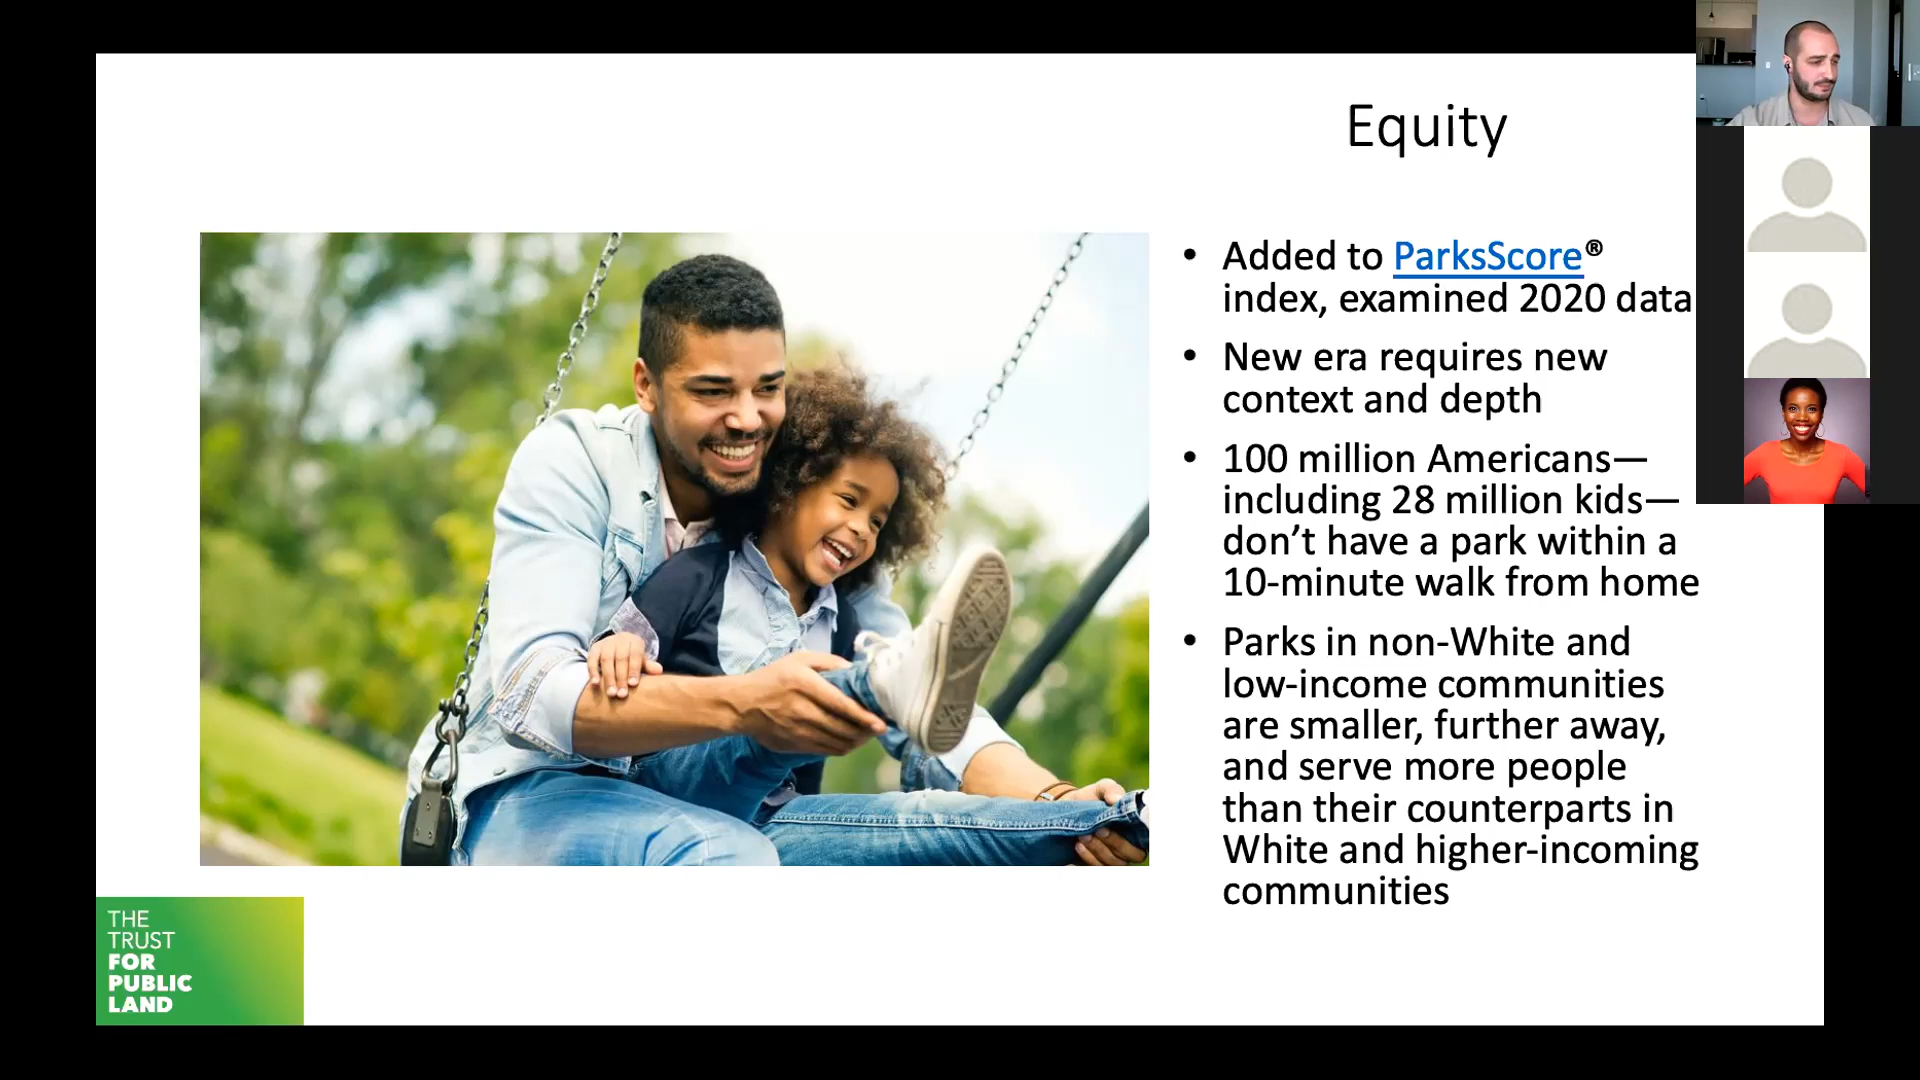 Equity
• Added to ParksScore®
index, examined 2020 data
• New era requires new
context and depth
• 100 million Americans—
including 28 million kids—
don’t have a park within a
10-minute walk from home
• Parks in non-White and
low-income communities
are smaller, further away,
and serve more people
than their counterparts in
White and higher-incoming
communities
THE
TRUST
FOR
PUBLIC
LAND